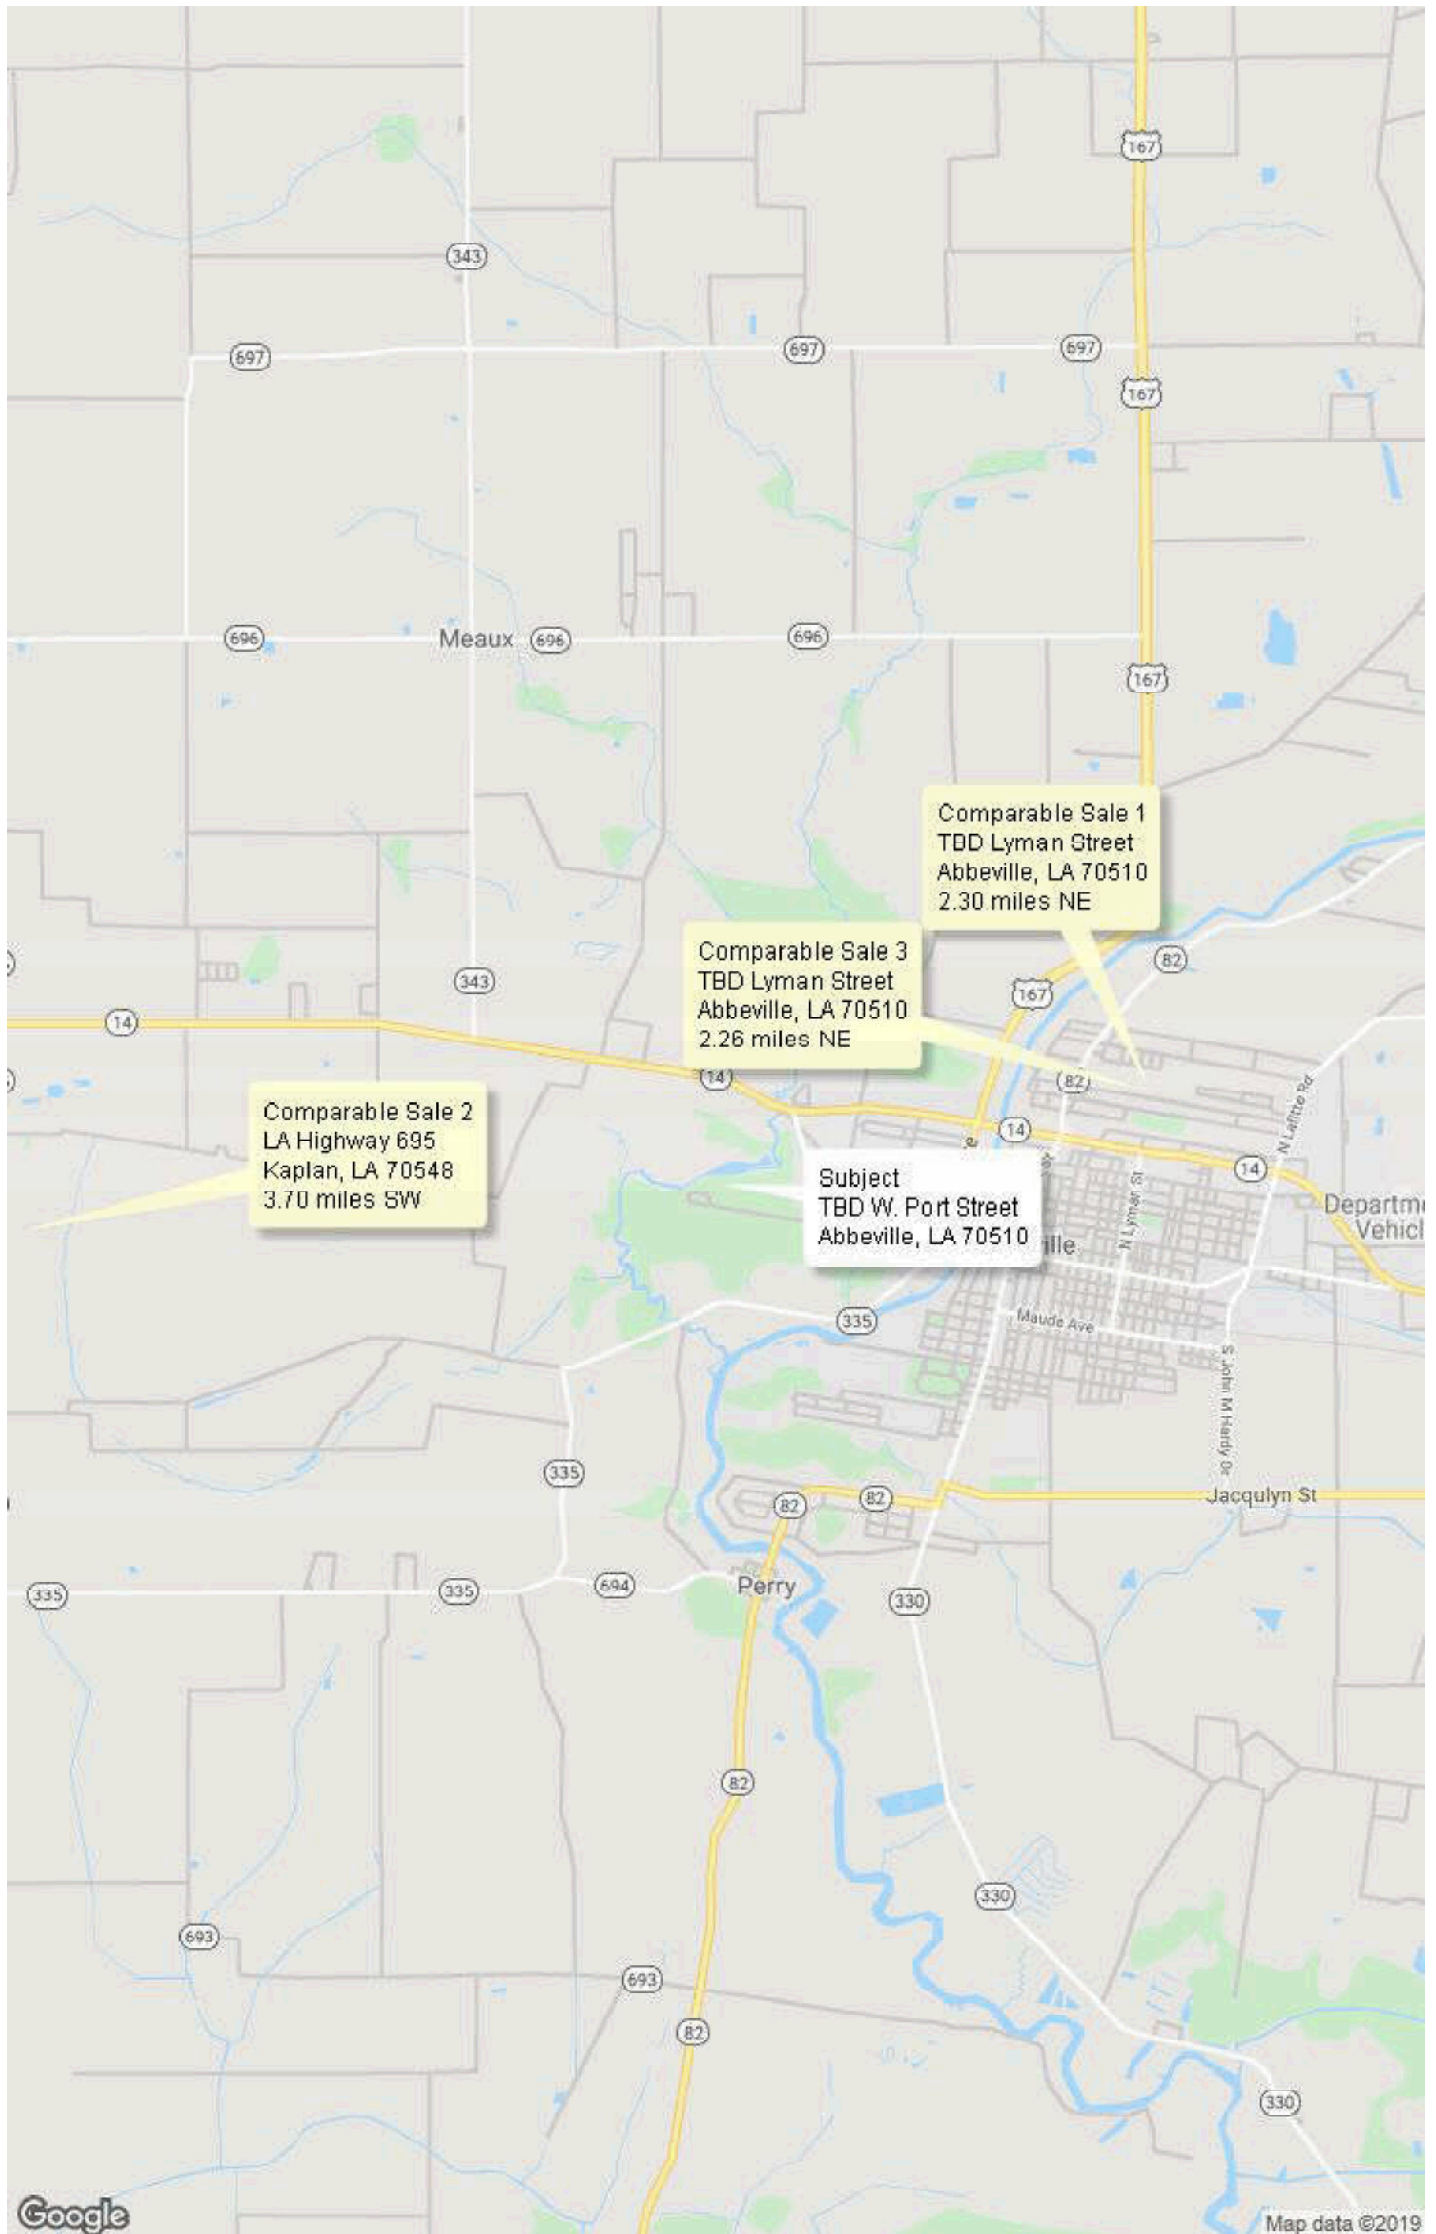 167
343
697
697
697
167
696
Meaux
696
696
167
Comparable Sale 1
TBD Lyman Street
Abbeville, LA 70510
2.30 miles NE
Comparable Sale 3
TBD Lyman Street
Abbeville, LA 70510
2.26 miles NE
82
343
167
14
14
82
14
14
N Lafitte Rd
Comparable Sale 2
LA Highway 695
Kaplan, LA 70548
3.70 miles SW
Subject
TBD W. Port Street
Abbeville, LA 70510
N Lyman St
Departme
Vehicl
ille
335
Maude Ave
S John M Hardy Dr
335
82
82
Jacqulyn St
335
335
694
Perry
330
82
330
693
693
82
330
Google
Map data ©2019